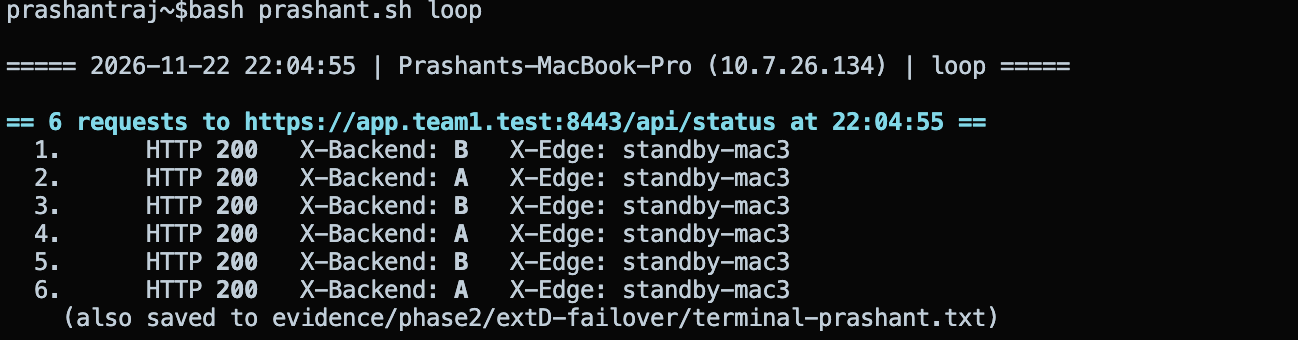 prashantraj~$bash prashant.sh loop
===== 2026-11-22 22:04:55 | Prashants-MacBook-Pro (10.7.26.134) | loop =====
== 6 requests to https://app.team1.test:8443/api/status at 22:04:55 ==
1. HTTP 200 X-Backend: B X-Edge: standby-mac3
2. HTTP 200 X-Backend: A X-Edge: standby-mac3
3. HTTP 200 X-Backend: B X-Edge: standby-mac3
4. HTTP 200 X-Backend: A X-Edge: standby-mac3
5. HTTP 200 X-Backend: B X-Edge: standby-mac3
6. HTTP 200 X-Backend: A X-Edge: standby-mac3
(also saved to evidence/phase2/extD-failover/terminal-prashant.txt)